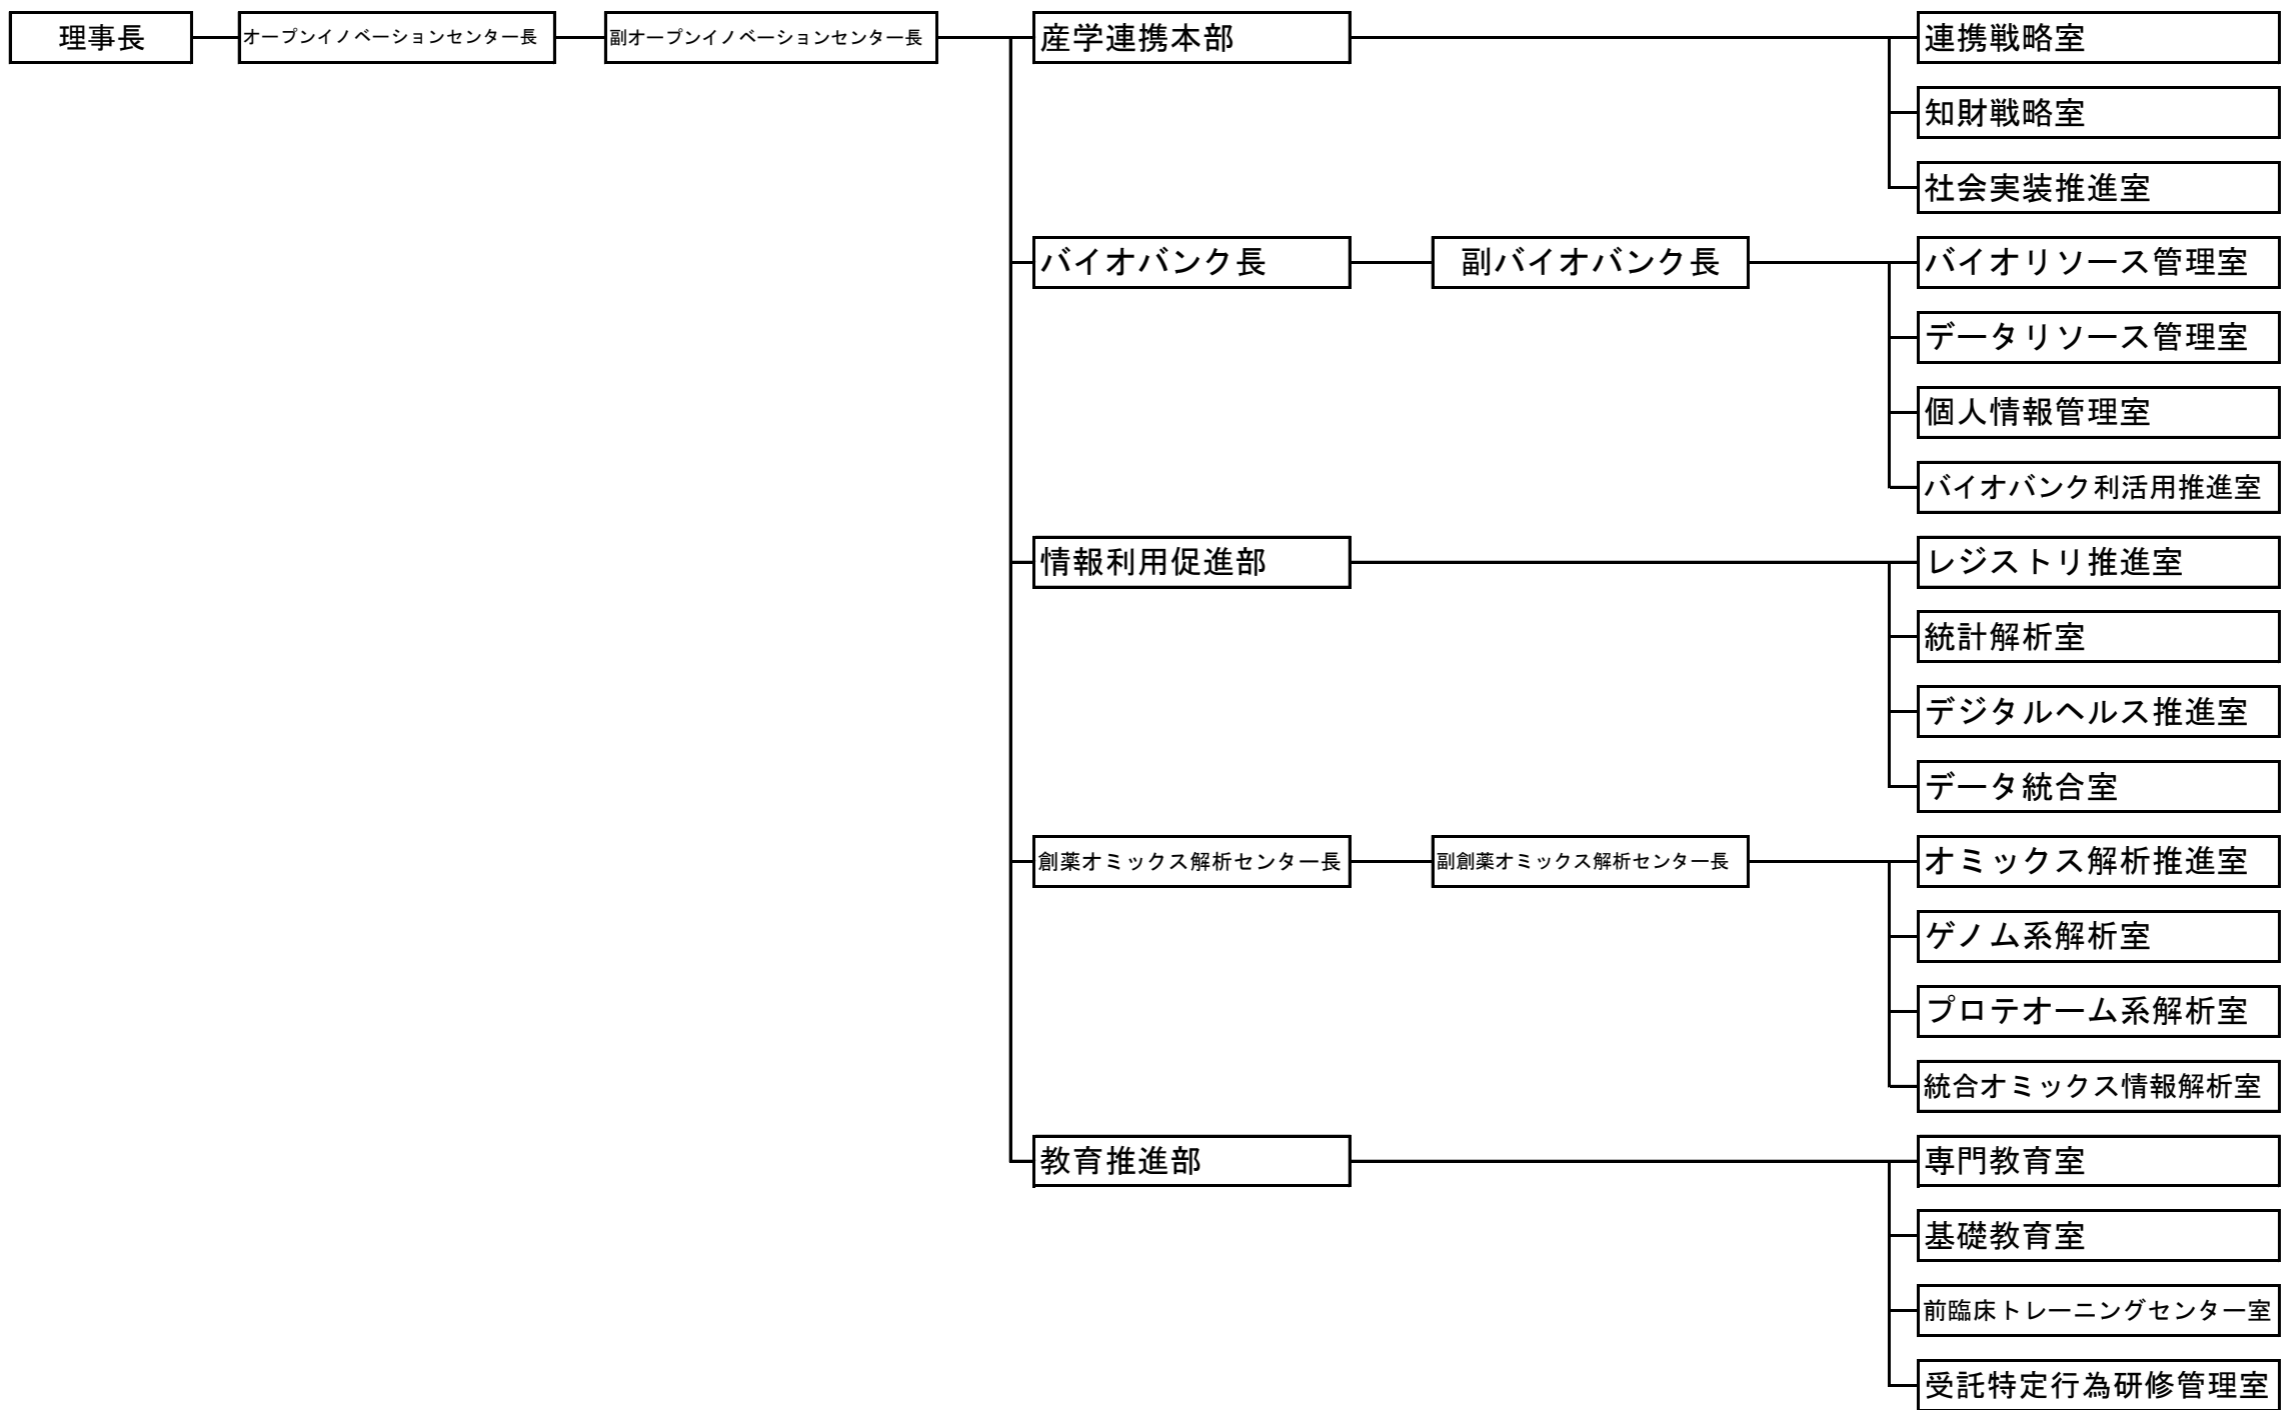 理事長
オープンイノベーションセンター長
副オープンイノベーションセンター長
産学連携本部
連携戦略室
知財戦略室
社会実装推進室
バイオバンク長
副バイオバンク長
バイオリソース管理室
データリソース管理室
個人情報管理室
バイオバンク利活用推進室
情報利用促進部
レジストリ推進室
統計解析室
デジタルヘルス推進室
データ統合室
創薬オミックス解析センター長
副創薬オミックス解析センター長
オミックス解析推進室
ゲノム系解析室
プロテオーム系解析室
統合オミックス情報解析室
教育推進部
専門教育室
基礎教育室
前臨床トレーニングセンター室
受託特定行為研修管理室